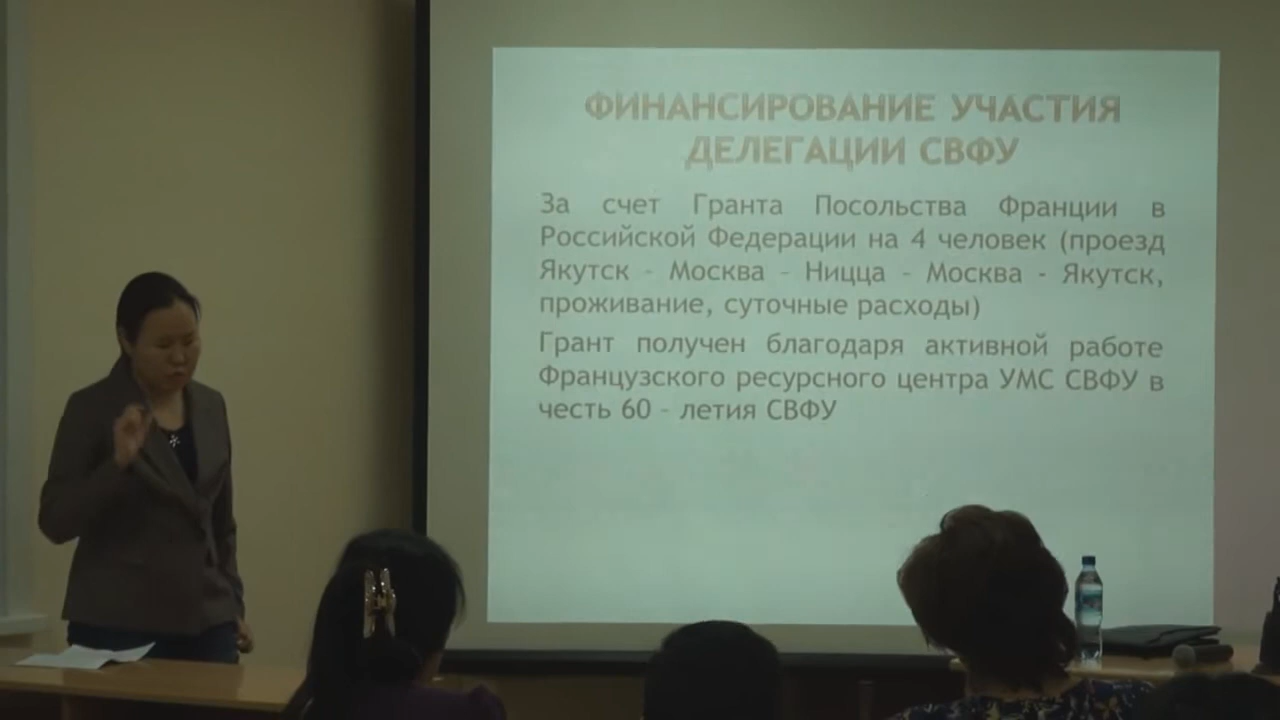 ФИНАНСИРОВАНИЕ УЧАСТИЯ
ДЕЛЕГАЦИИ СВФУ
За счет Гранта Посольства Франции в
Российской Федерации на 4 человек (проезд
Якутск – Москва – Ницца – Москва - Якутск,
проживание, суточные расходы)
Грант получен благодаря активной работе
Французского ресурсного центра УМС СВФУ в
честь 60 – летия СВФУ